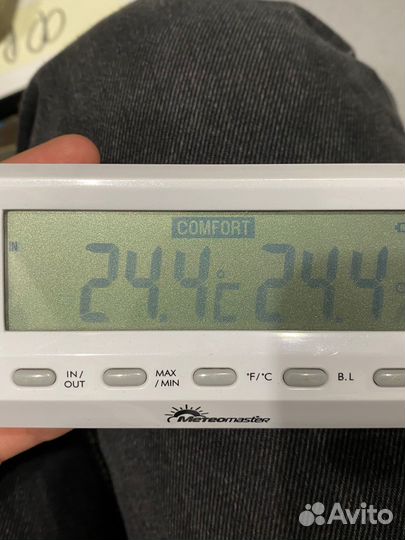 COMFORT
IN
24.4°C 24.4°
IN/
OUT
MAX
/MIN
°F/°C
B.L
METEOmaster
Avito